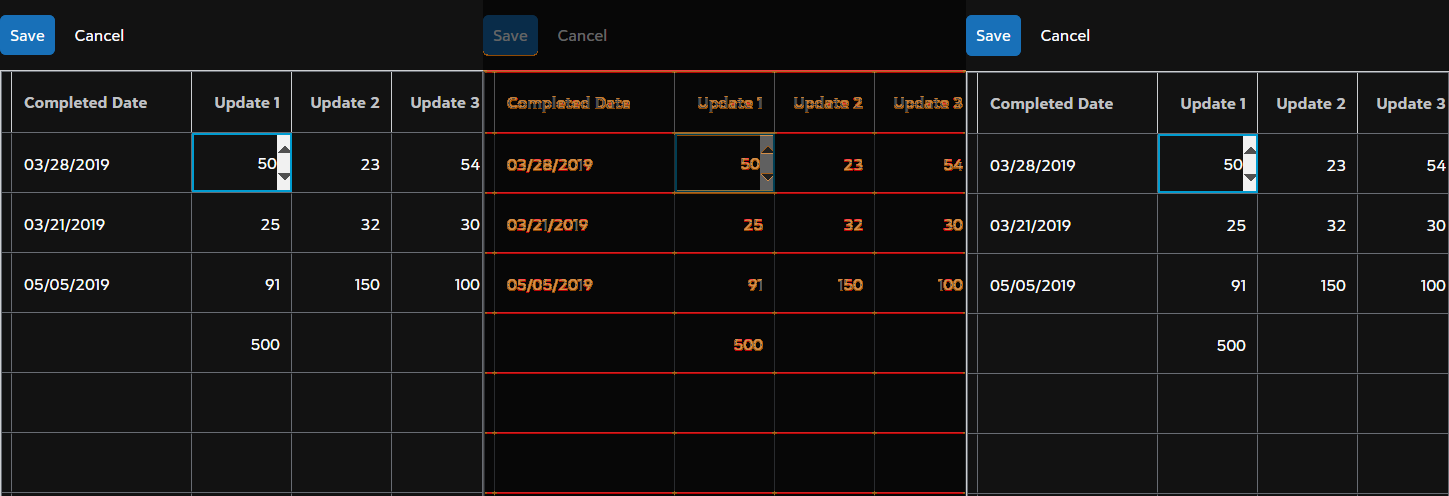 Save Cancel Save Cancel Save Cancel
Completed Date Update 1 Update 2 Update 3 Completed Date Update 1 Update 2 Update 3 Completed Date Update 1 Update 2 Update 3
03/28/2019 50 23 54 03/28/2019 50 23 54 03/28/2019 50 23 54
03/21/2019 25 32 30 03/21/2019 25 32 30 03/21/2019 25 32 30
05/05/2019 91 150 100 05/05/2019 91 150 100 05/05/2019 91 150 100
500 500 500